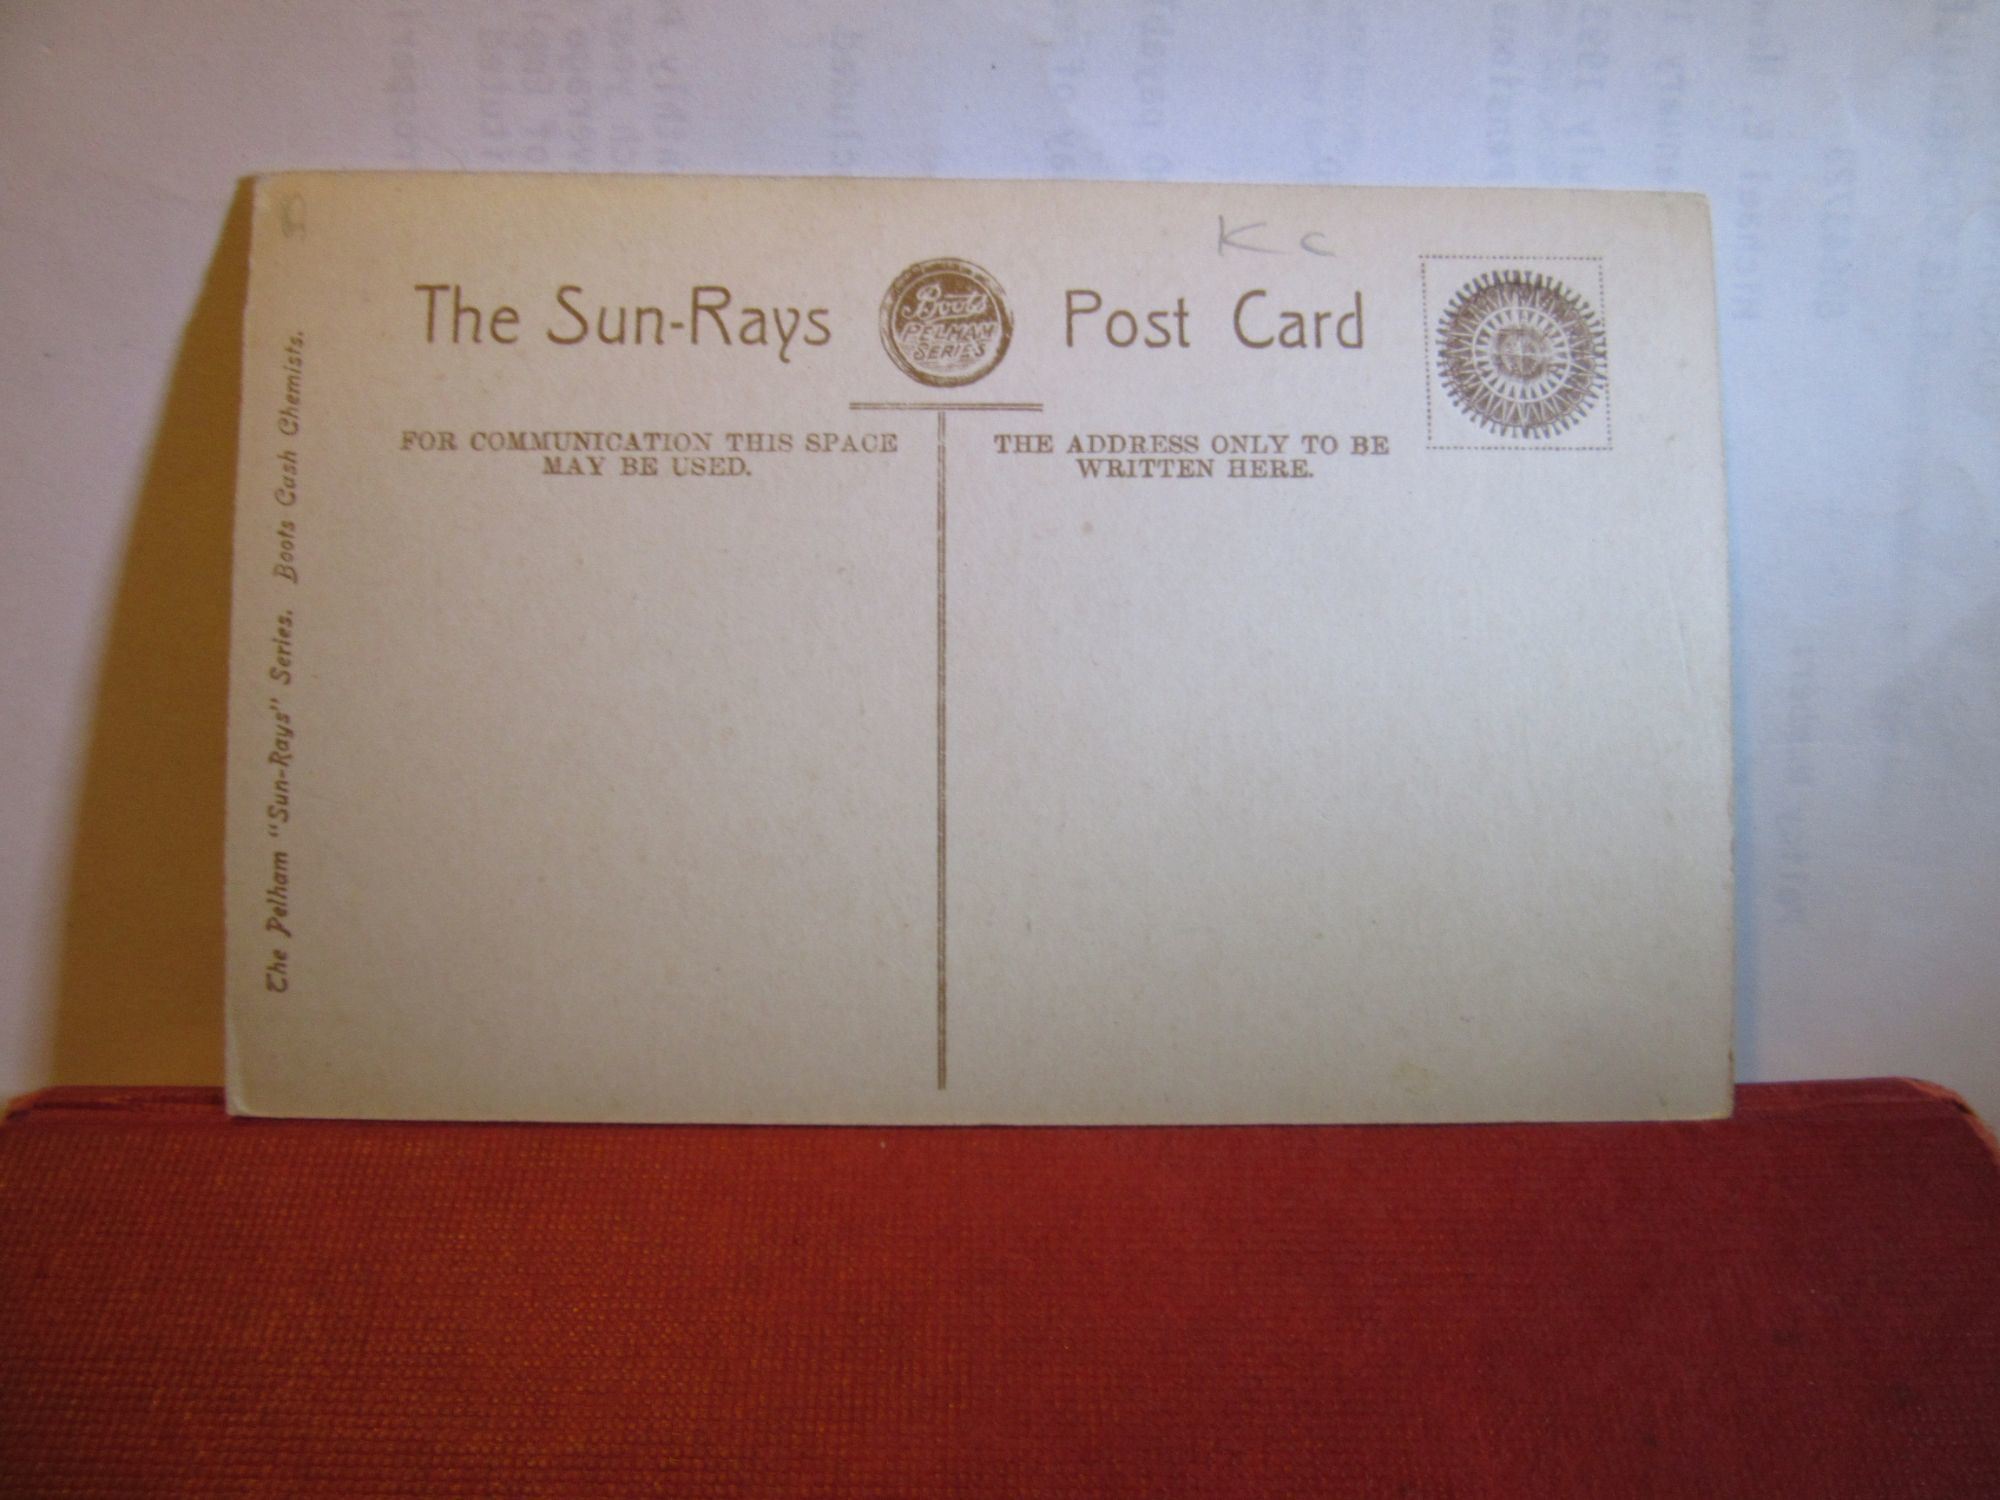 K c
The Sun-Rays Boots PELHAM SERIES Post Card
FOR COMMUNICATION THIS SPACE
MAY BE USED.
THE ADDRESS ONLY TO BE
WRITTEN HERE.
The Pelham "Sun-Rays" Series. Boots Cash Chemists.